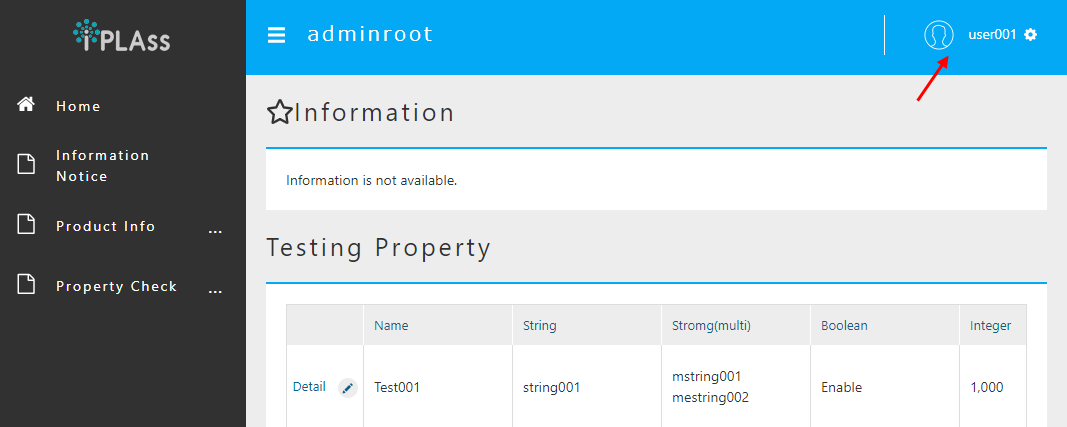 iPLAss
adminroot
user001
Home
Information
Notice
Product Info
...
Property Check
...
Information
Information is not available.
Testing Property
Name String Stromg(multi) Boolean Integer
Detail Test001 string001 mstring001 Enable 1,000
mestring002